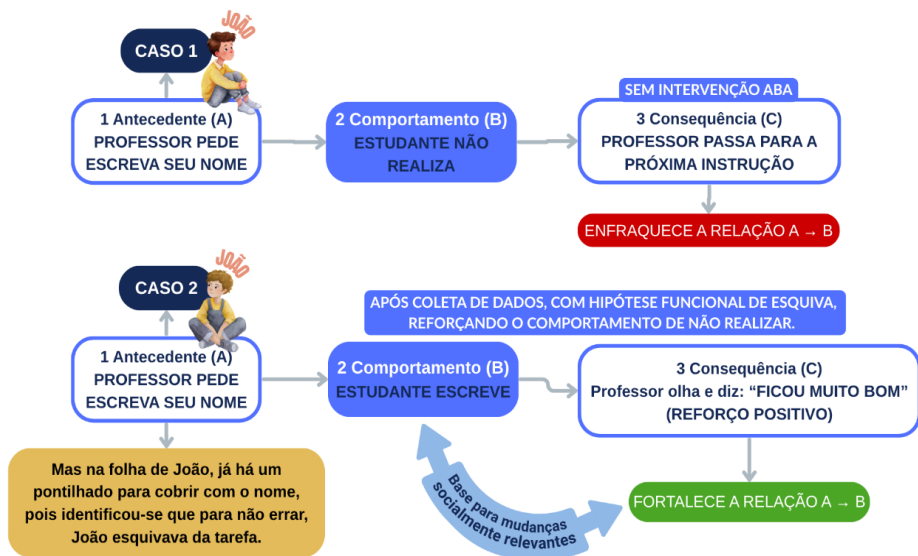 JOÃO
CASO 1
1 Antecedente (A)
PROFESSOR PEDE
ESCREVA SEU NOME
2 Comportamento (B)
ESTUDANTE NÃO
REALIZA
SEM INTERVENÇÃO ABA
3 Consequência (C)
PROFESSOR PASSA PARA A
PRÓXIMA INSTRUÇÃO
ENFRAQUECE A RELAÇÃO A → B
JOÃO
CASO 2
APÓS COLETA DE DADOS, COM HIPÓTESE FUNCIONAL DE ESQUIVA,
REFORÇANDO O COMPORTAMENTO DE NÃO REALIZAR.
1 Antecedente (A)
PROFESSOR PEDE
ESCREVA SEU NOME
2 Comportamento (B)
ESTUDANTE ESCREVE
3 Consequência (C)
Professor olha e diz: “FICOU MUITO BOM”
(REFORÇO POSITIVO)
Mas na folha de João, já há um
pontilhado para cobrir com o nome,
pois identificou-se que para não errar,
João esquivava da tarefa.
Base para mudanças
socialmente relevantes
FORTALECE A RELAÇÃO A → B